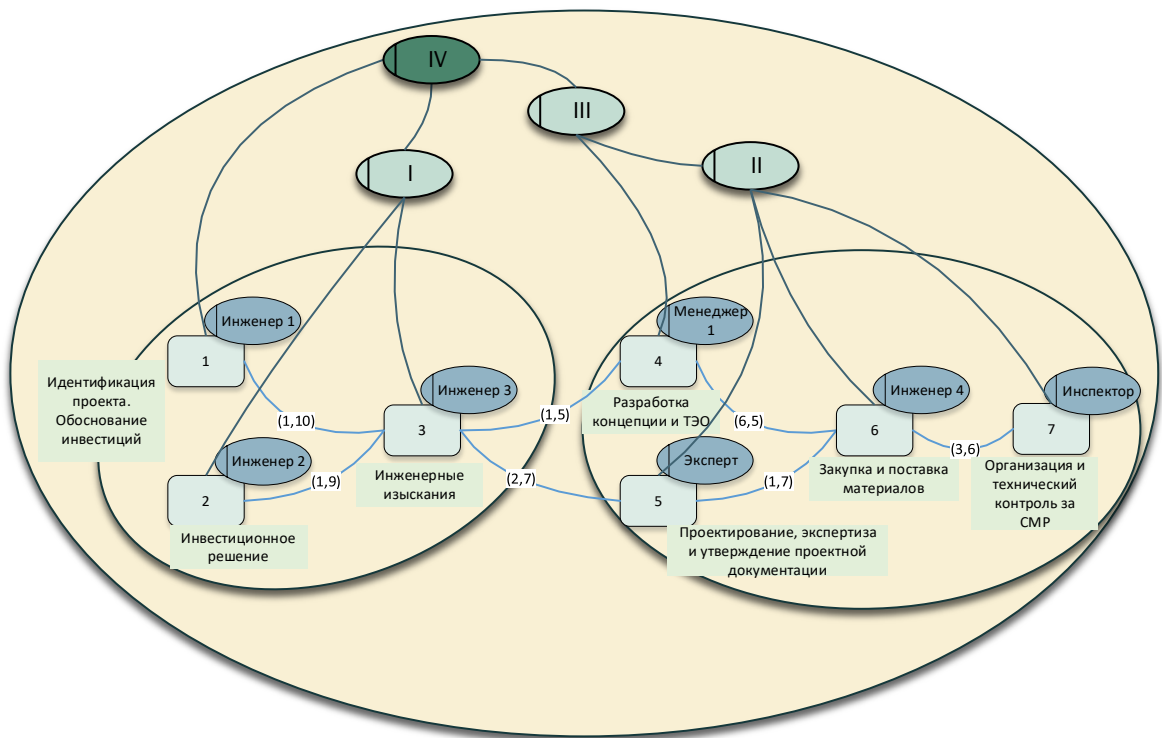 IV
III
II
I
Инженер 1
1
Идентификация
проекта.
Обоснование
инвестиций
(1,10)
Инженер 3
3
Инженерные
изыскания
Инженер 2
2
(1,9)
Инвестиционное
решение
(1,5)
(2,7)
Менеджер
1
4
Разработка
концепции и ТЭО
(6,5)
Эксперт
5
(1,7)
Проектирование, экспертиза
и утверждение проектной
документации
Инженер 4
6
Закупка и поставка
материалов
(3,6)
Инспектор
7
Организация и
технический
контроль за
СМР